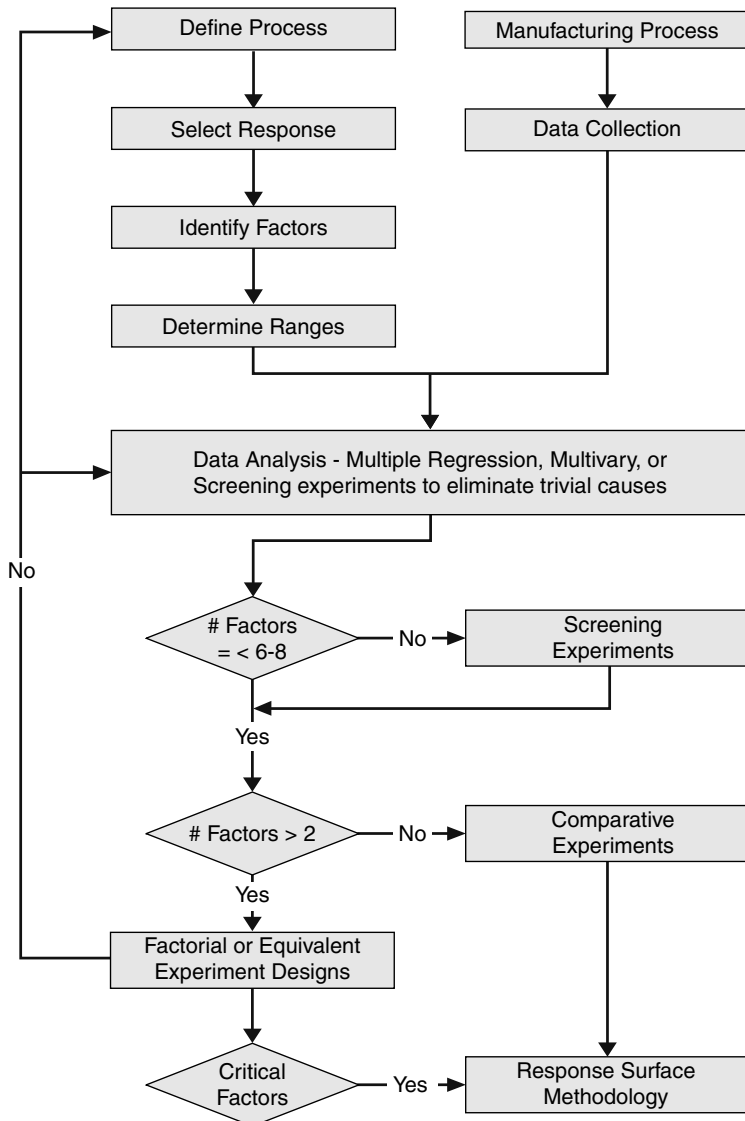 Define Process
Manufacturing Process
Select Response
Data Collection
Identify Factors
Determine Ranges
Data Analysis - Multiple Regression, Multivary, or
Screening experiments to eliminate trivial causes
No
# Factors
= < 6-8
No
Screening
Experiments
Yes
# Factors > 2
No
Comparative
Experiments
Yes
Factorial or Equivalent
Experiment Designs
Critical
Factors
Yes
Response Surface
Methodology